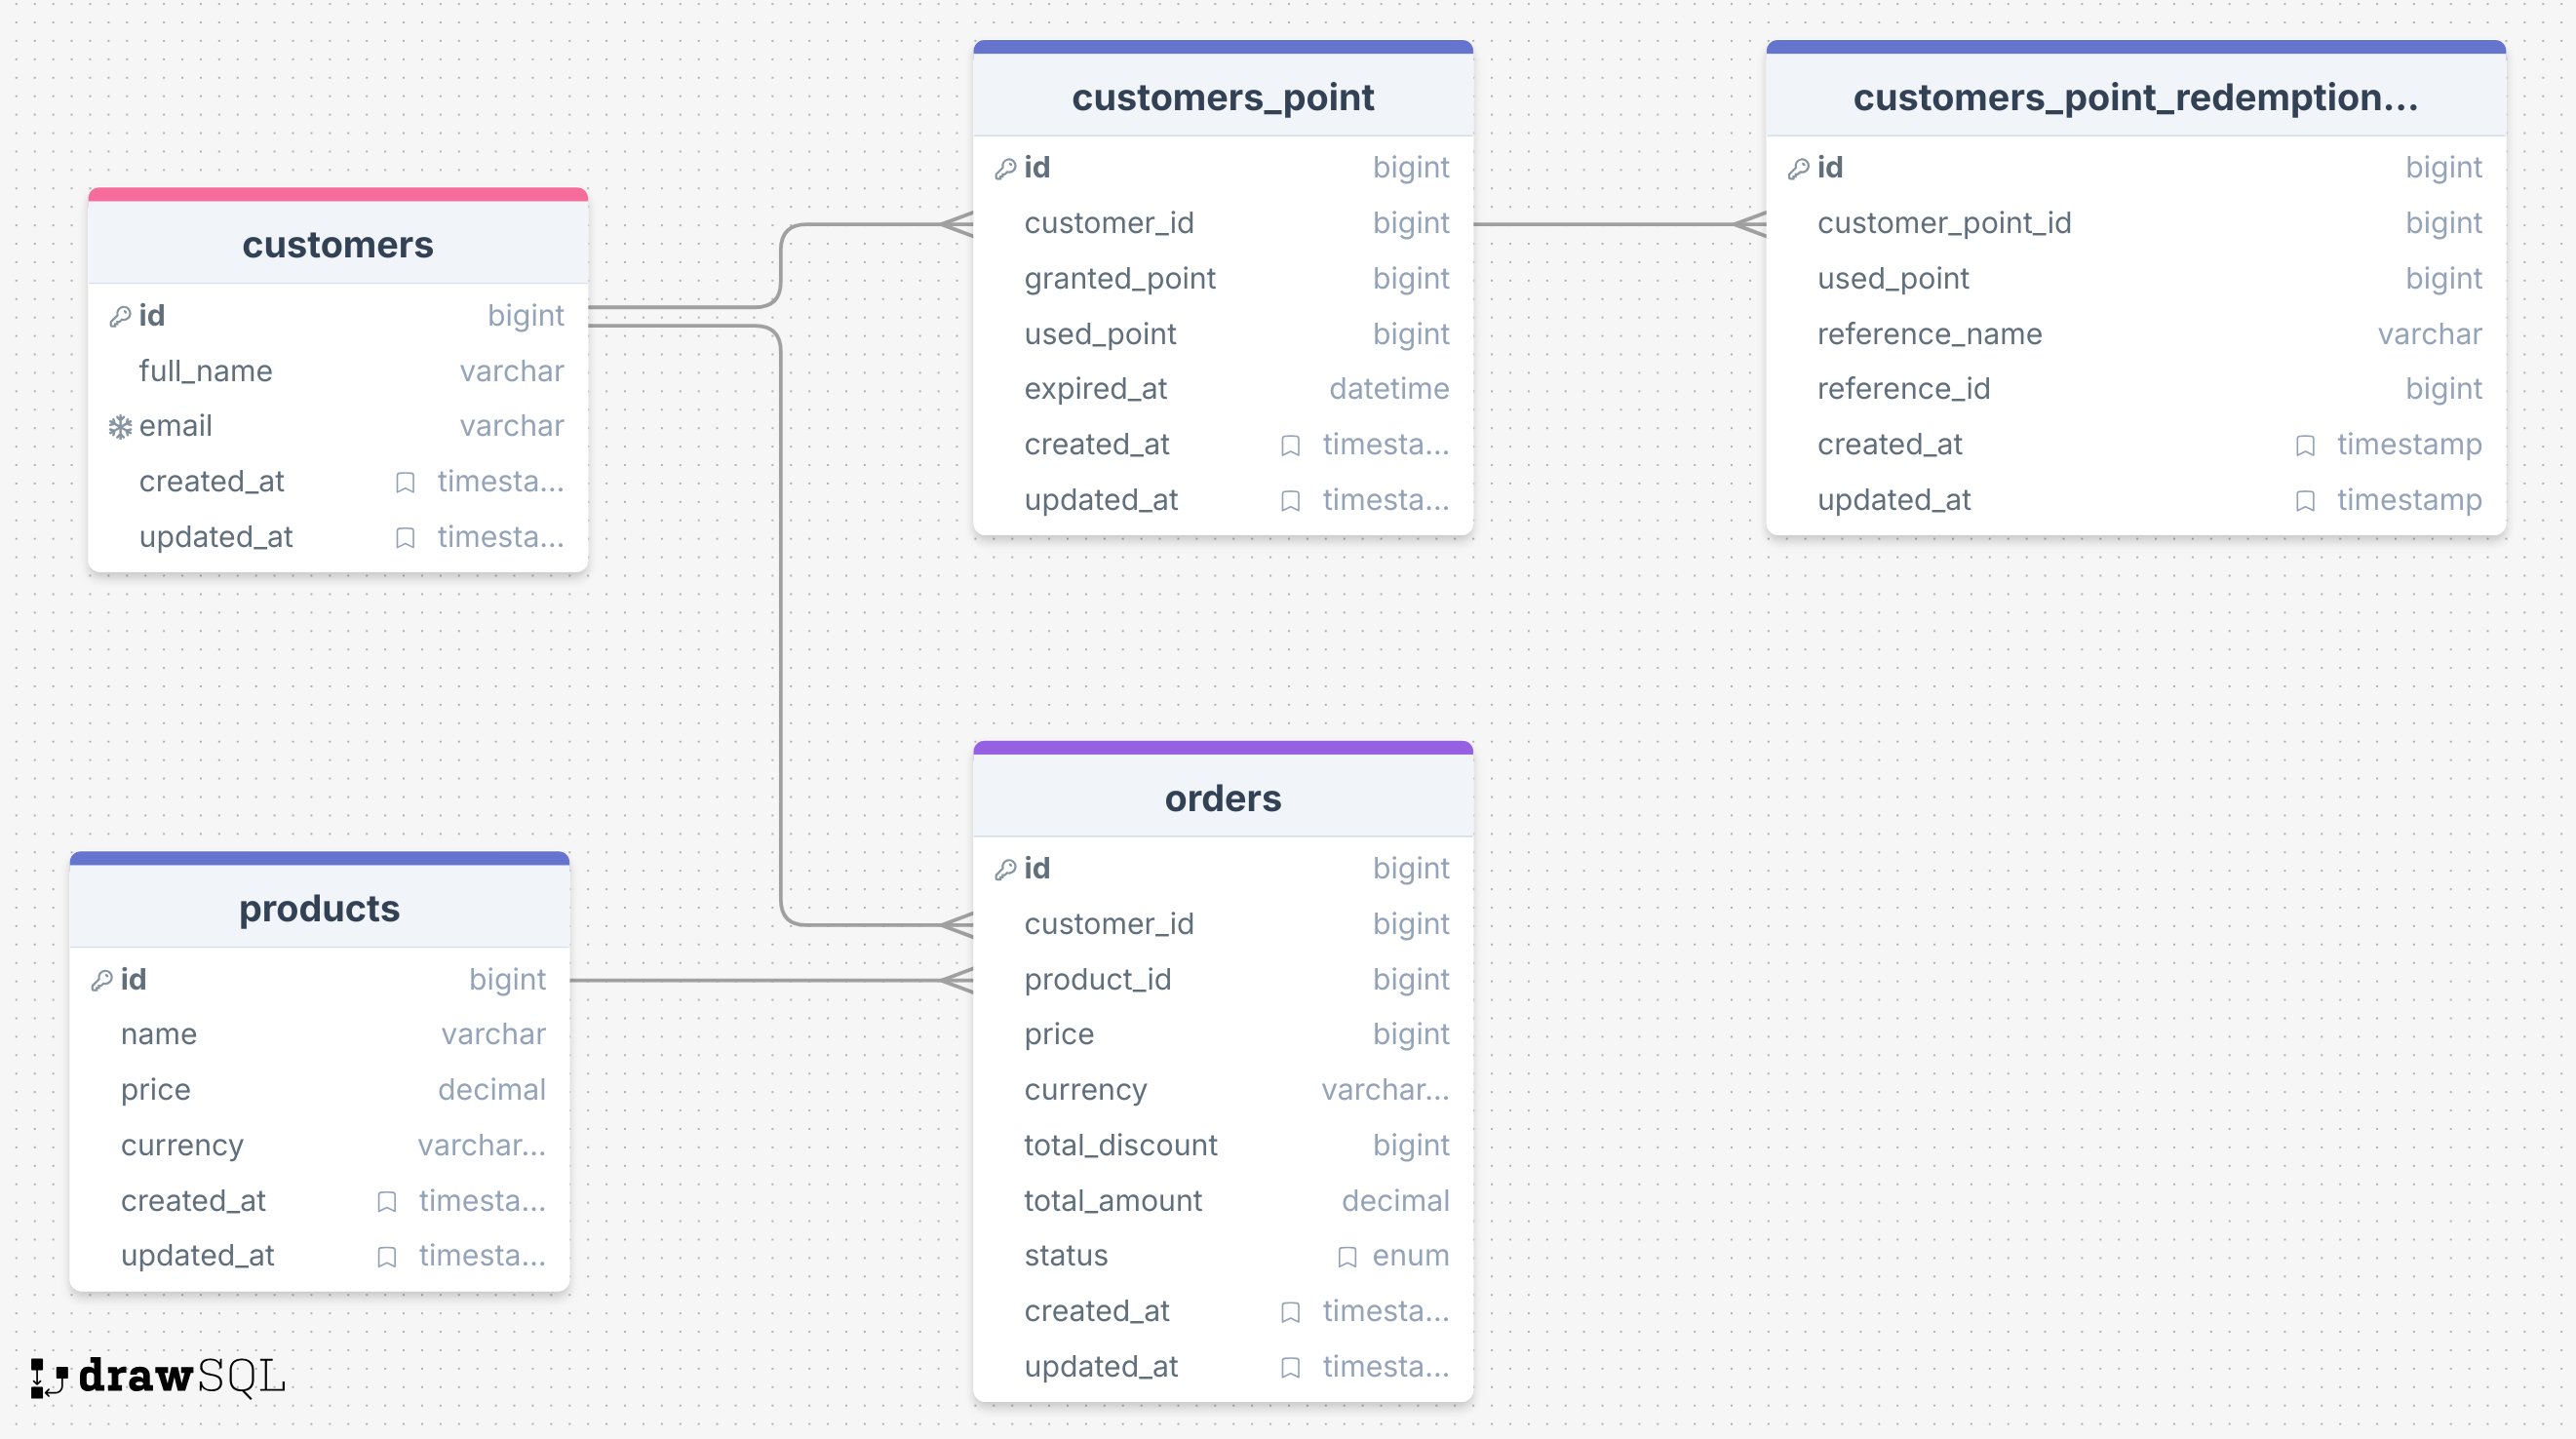 customers
id bigint
full_name varchar
email varchar
created_at timesta...
updated_at timesta...
customers_point
id bigint
customer_id bigint
granted_point bigint
used_point bigint
expired_at datetime
created_at timesta...
updated_at timesta...
customers_point_redemption...
id bigint
customer_point_id bigint
used_point bigint
reference_name varchar
reference_id bigint
created_at timestamp
updated_at timestamp
products
id bigint
name varchar
price decimal
currency varchar...
created_at timesta...
updated_at timesta...
orders
id bigint
customer_id bigint
product_id bigint
price bigint
currency varchar...
total_discount bigint
total_amount decimal
status enum
created_at timesta...
updated_at timesta...
drawSQL